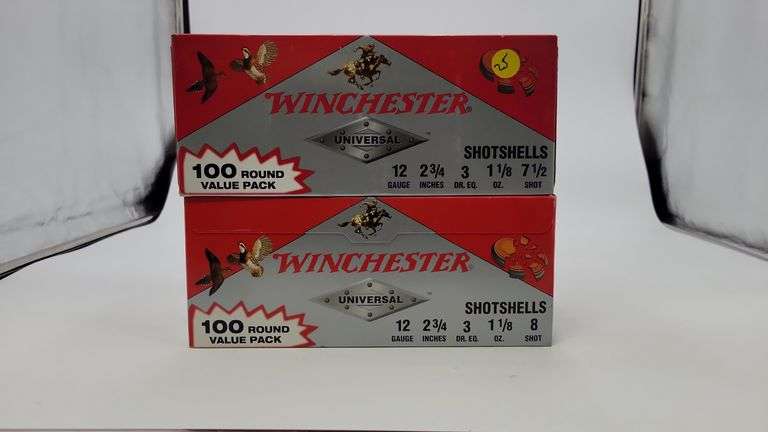 25
WINCHESTER
UNIVERSAL
SHOTSHELLS
100 ROUND
VALUE PACK
12 2 3/4 3 1 1/8 7 1/2
GAUGE INCHES DR. EQ. OZ. SHOT
WINCHESTER
UNIVERSAL
SHOTSHELLS
100 ROUND
VALUE PACK
12 2 3/4 3 1 1/8 8
GAUGE INCHES DR. EQ. OZ. SHOT